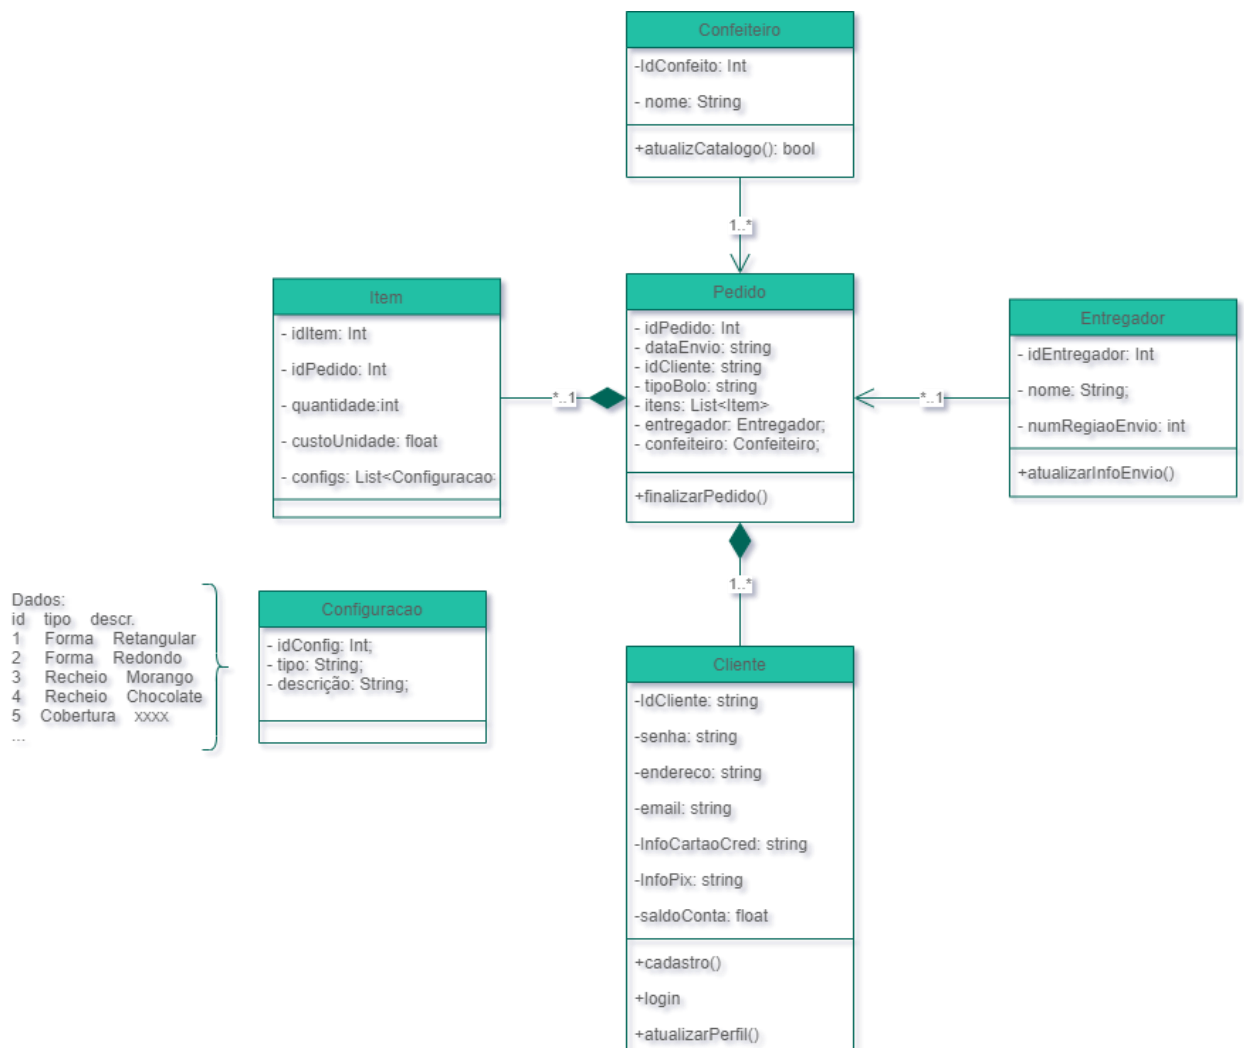 Confeiteiro
-IdConfeito: Int
- nome: String
+atualizCatalogo(): bool
1..*
Item
- idItem: Int
- idPedido: Int
- quantidade:int
- custoUnidade: float
- configs: List<Configuracao
*..1
Pedido
- idPedido: Int
- dataEnvio: string
- idCliente: string
- tipoBolo: string
- itens: List<Item>
- entregador: Entregador;
- confeiteiro: Confeiteiro;
+finalizarPedido()
*..1
Entregador
- idEntregador: Int
- nome: String;
- numRegiaoEnvio: int
+atualizarInfoEnvio()
1..*
Dados:
id tipo descr.
1 Forma Retangular
2 Forma Redondo
3 Recheio Morango
4 Recheio Chocolate
5 Cobertura xxxx
...
Configuracao
- idConfig: Int;
- tipo: String;
- descrição: String;
Cliente
-IdCliente: string
-senha: string
-endereco: string
-email: string
-InfoCartaoCred: string
-InfoPix: string
-saldoConta: float
+cadastro()
+login
+atualizarPerfil()